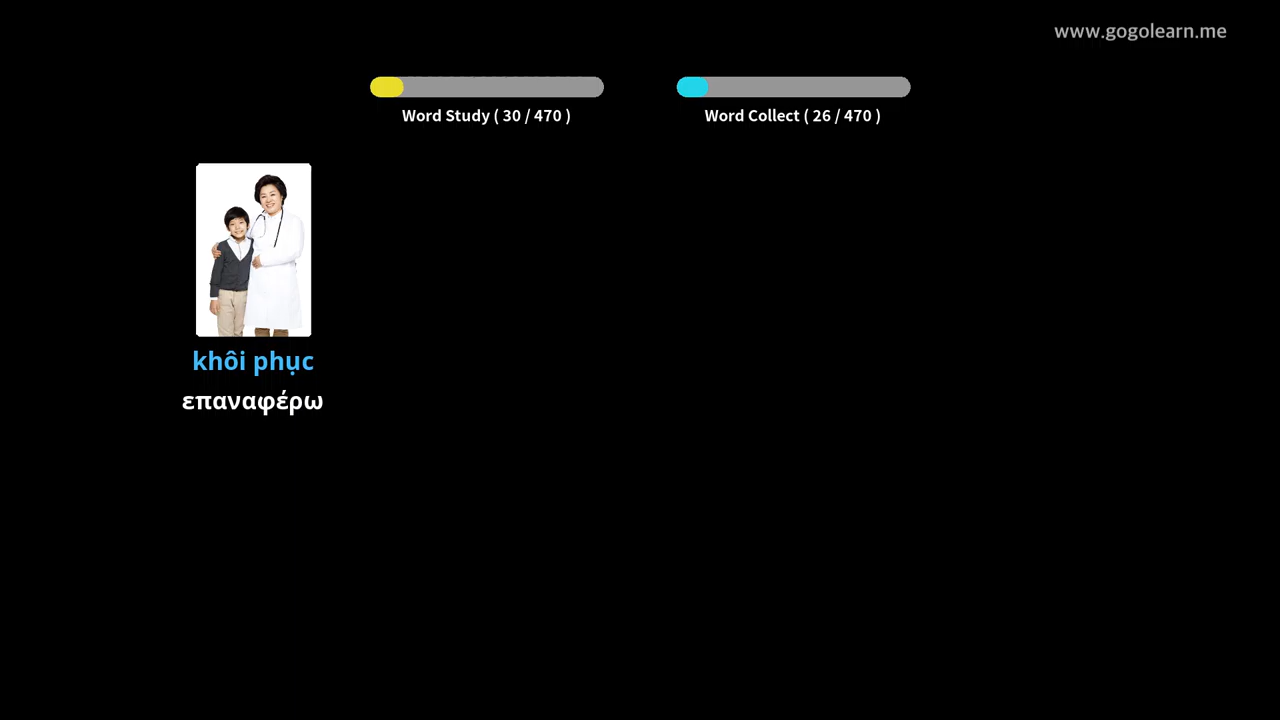 www.gogolearn.me
Word Study ( 30 / 470 )
Word Collect ( 26 / 470 )
khôi phục
επαναφέρω